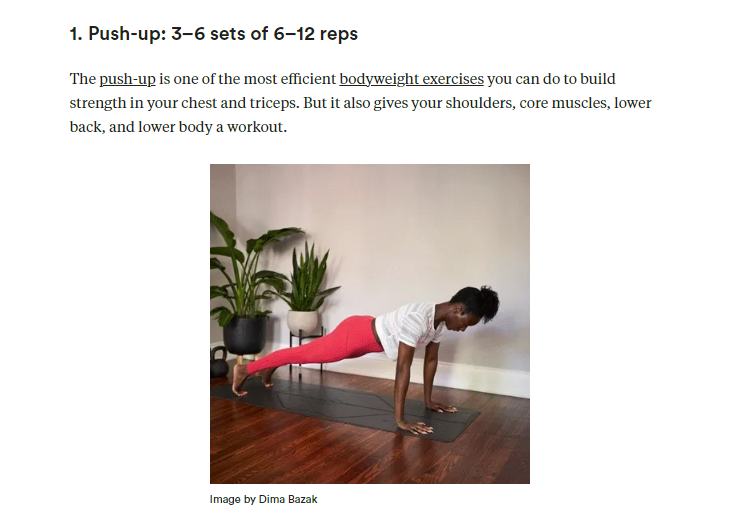 1. Push-up: 3–6 sets of 6–12 reps
The push-up is one of the most efficient bodyweight exercises you can do to build
strength in your chest and triceps. But it also gives your shoulders, core muscles, lower
back, and lower body a workout.
Image by Dima Bazak